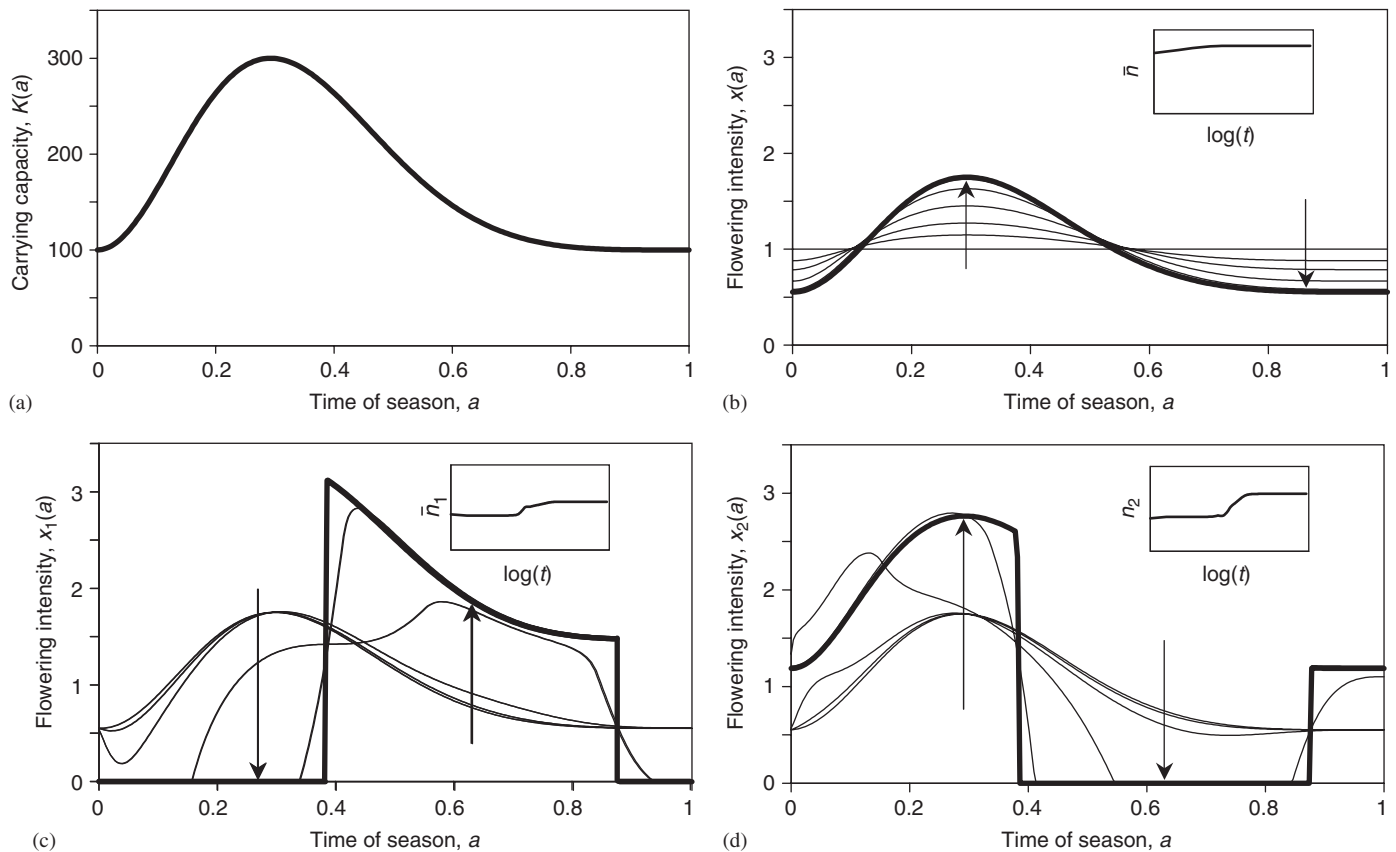 300
200
100
0
Carrying capacity, K(a)
0 0.2 0.4 0.6 0.8 1
(a) Time of season, a
3
2
1
0
Flowering intensity, x(a)
n̄
log(t)
0 0.2 0.4 0.6 0.8 1
(b) Time of season, a
3
2
1
0
Flowering intensity, x₁(a)
n̄₁
log(t)
0 0.2 0.4 0.6 0.8 1
(c) Time of season, a
3
2
1
0
Flowering intensity, x₂(a)
n₂
log(t)
0 0.2 0.4 0.6 0.8 1
(d) Time of season, a